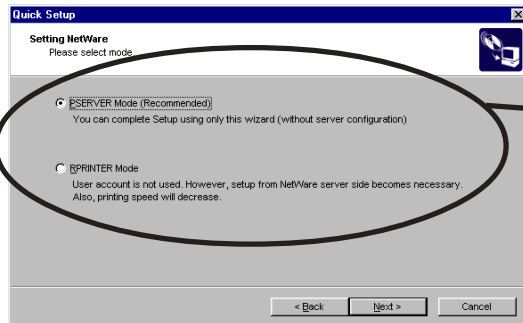 Quick Setup
Setting NetWare
Please select mode.
PSERVER Mode (Recommended)
You can complete Setup using only this wizard (without server configuration)
RPRINTER Mode
User account is not used. However, setup from NetWare server side becomes necessary.
Also, printing speed will decrease.
< Back Next > Cancel